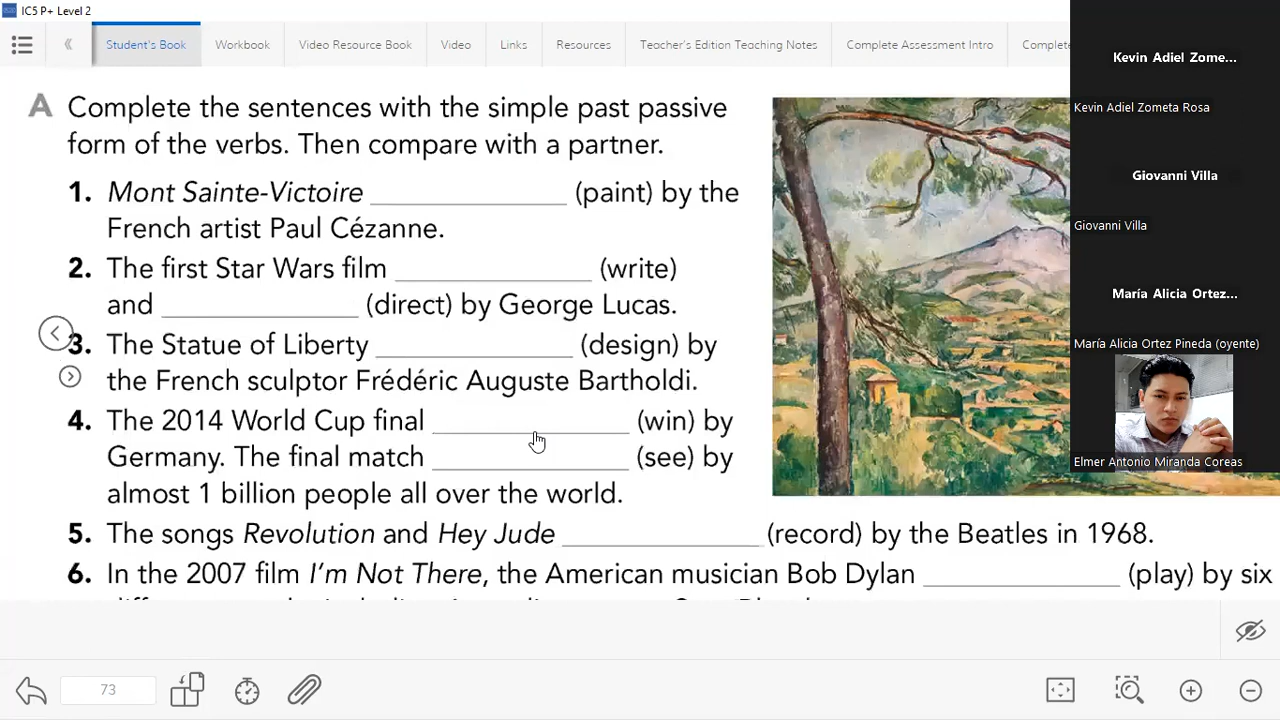 IC5 P+ Level 2
Student's Book
Workbook
Video Resource Book
Video
Links
Resources
Teacher's Edition Teaching Notes
Complete Assessment Intro
Complete
A Complete the sentences with the simple past passive
form of the verbs. Then compare with a partner.
1. Mont Sainte-Victoire ______________ (paint) by the
French artist Paul Cézanne.
2. The first Star Wars film ______________ (write)
and ______________ (direct) by George Lucas.
3. The Statue of Liberty ______________ (design) by
the French sculptor Frédéric Auguste Bartholdi.
4. The 2014 World Cup final ______________ (win) by
Germany. The final match ______________ (see) by
almost 1 billion people all over the world.
5. The songs Revolution and Hey Jude ______________ (record) by the Beatles in 1968.
6. In the 2007 film I'm Not There, the American musician Bob Dylan ______________ (play) by six
73
Kevin Adiel Zome...
Kevin Adiel Zometa Rosa
Giovanni Villa
Giovanni Villa
María Alicia Ortez...
María Alicia Ortez Pineda (oyente)
Elmer Antonio Miranda Coreas